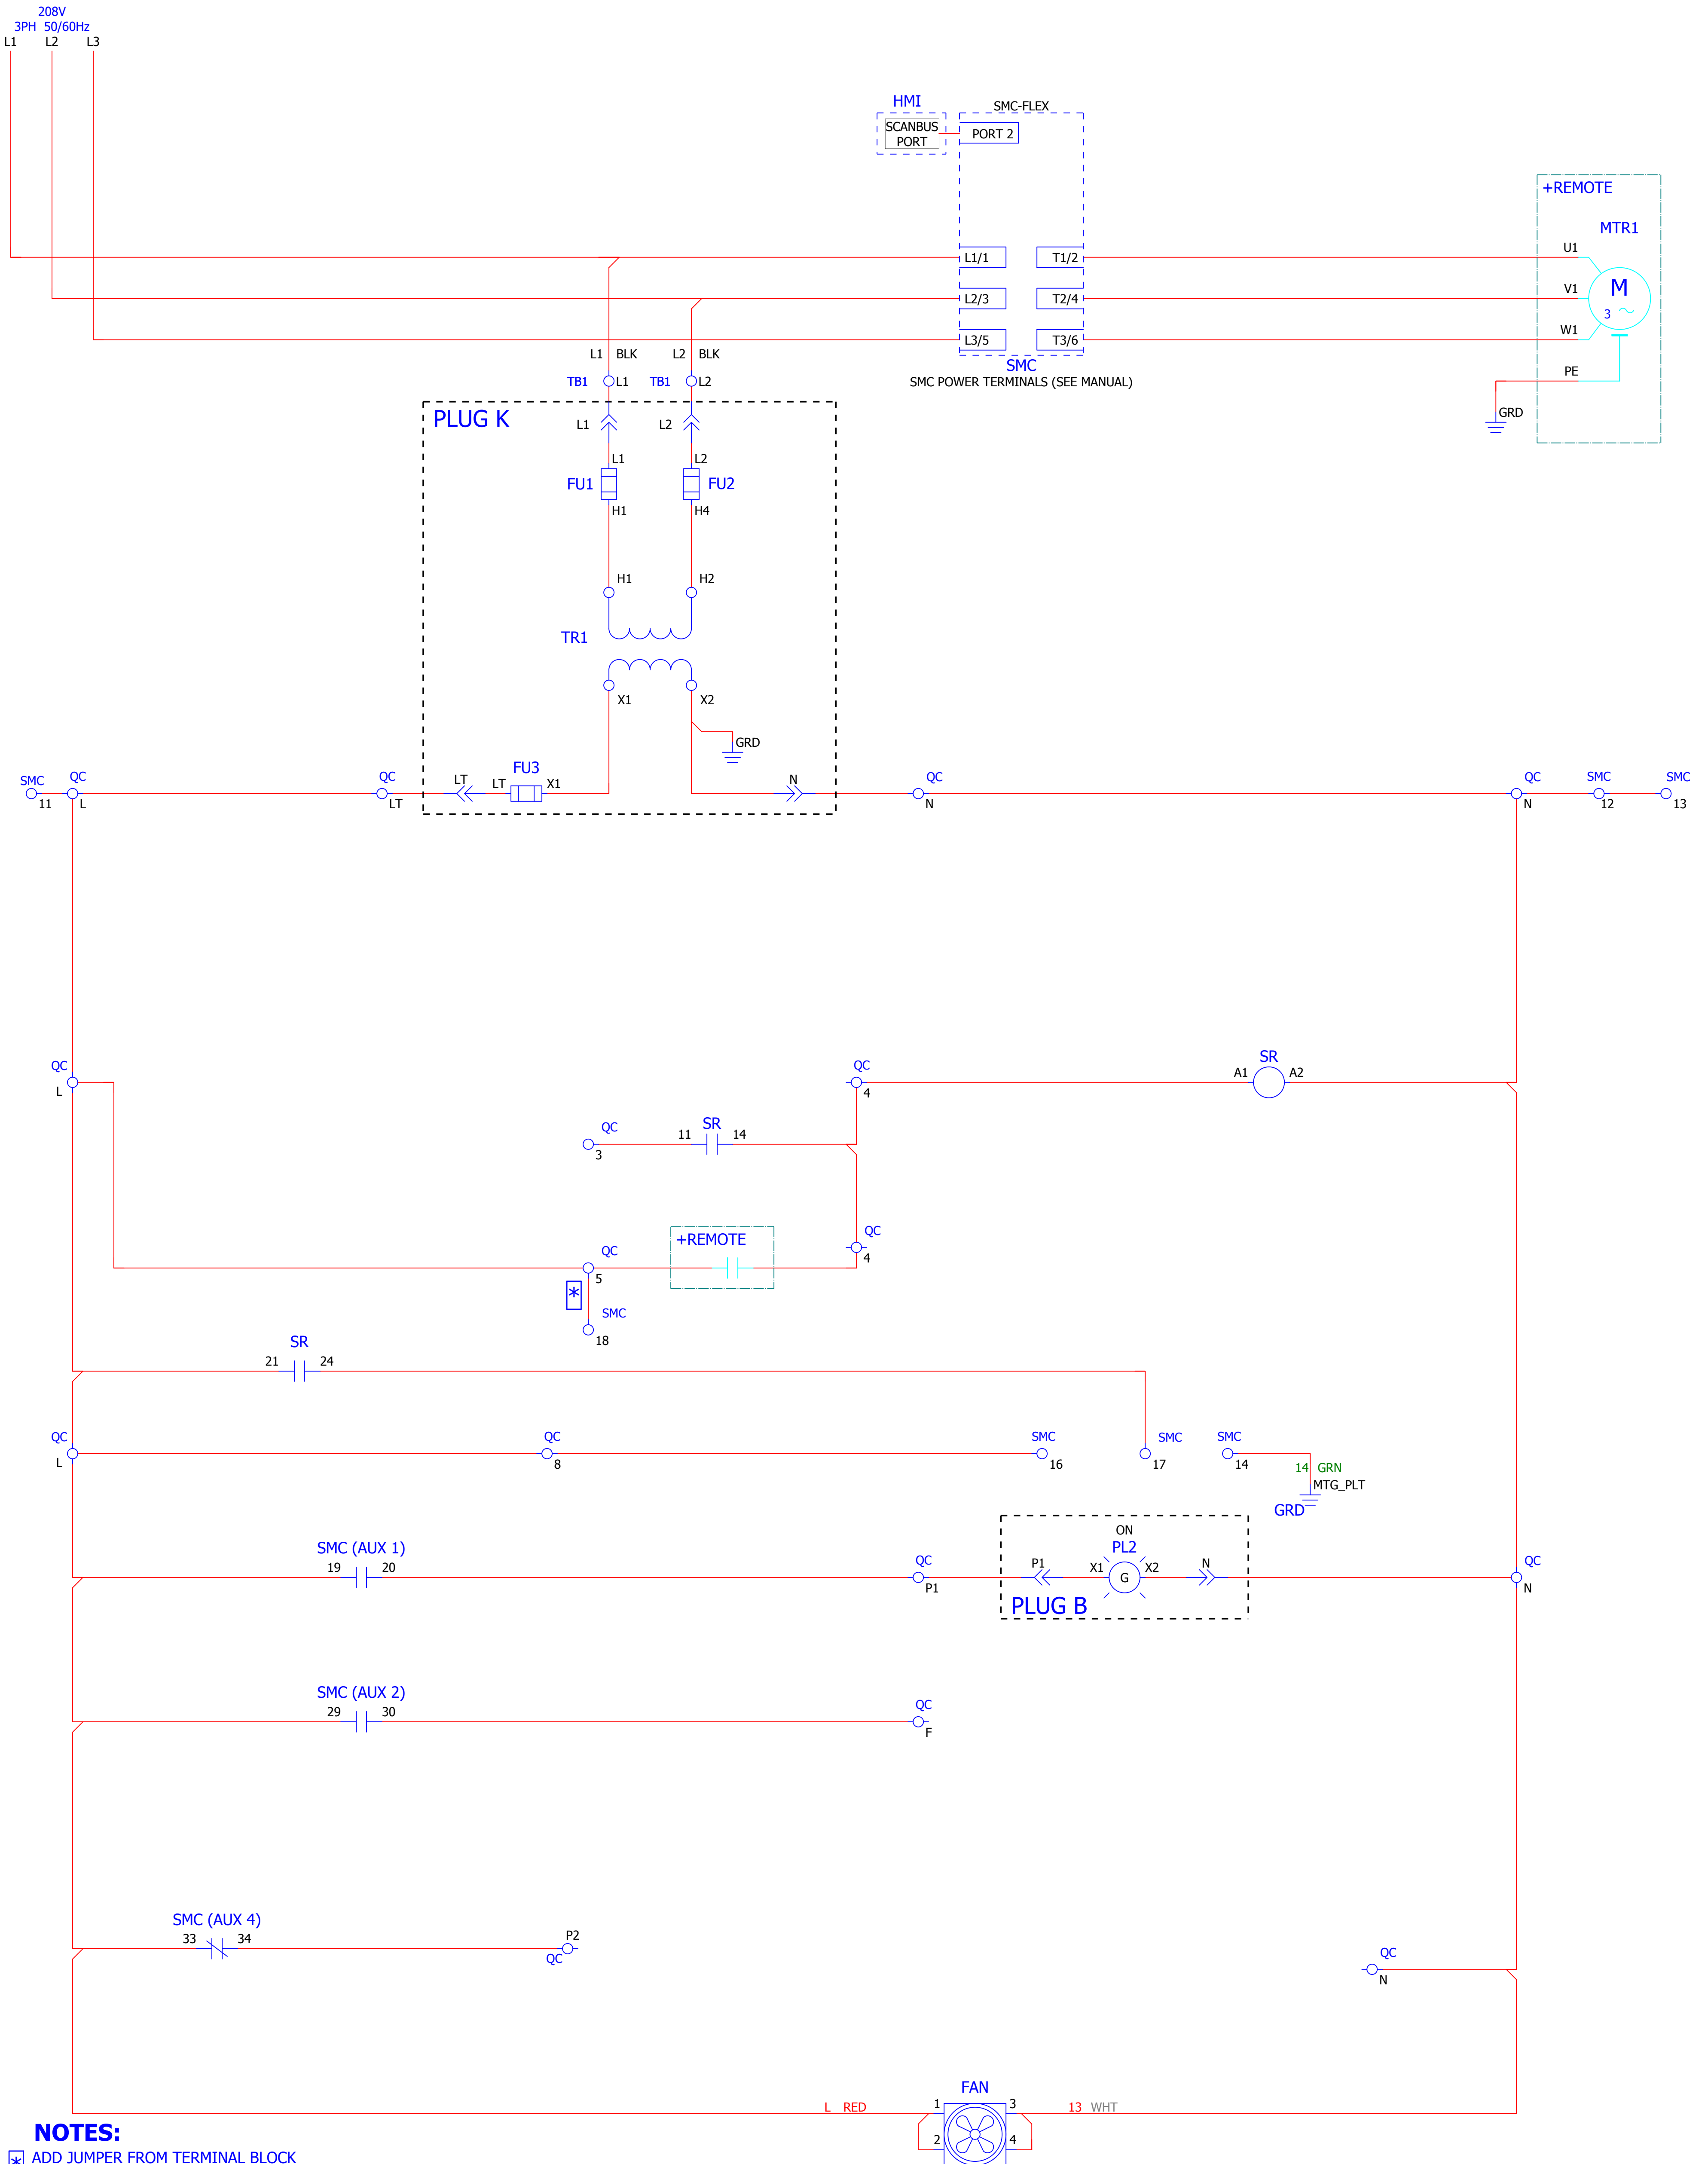 208V
3PH 50/60Hz
L1 L2 L3
HMI
SCANBUS
PORT
SMC-FLEX
PORT 2
+REMOTE
MTR1
U1
L1/1 T1/2
V1
M
3
L2/3 T2/4
W1
L3/5 T3/6
L1 BLK L2 BLK
SMC
SMC POWER TERMINALS (SEE MANUAL)
PE
TB1 L1 TB1 L2
GRD
PLUG K
L1 L2
L1 L2
FU1 FU2
H1 H4
H1 H2
TR1
X1 X2
GRD
SMC QC QC LT LT FU3 X1 N QC QC SMC SMC
11 L LT N N 12 13
QC QC SR
L 4 A1 A2
QC SR
3 11 14
QC
4
+REMOTE
QC
5
*
SMC
18
SR
21 24
QC QC SMC SMC SMC
L 8 16 17 14
14 GRN
MTG_PLT
GRD
ON
SMC (AUX 1) PL2
19 20 QC P1 X1 G X2 N QC
P1 N
PLUG B
SMC (AUX 2)
29 30 QC
F
SMC (AUX 4)
33 34 P2
QC
QC
N
FAN
L RED 1 3 13 WHT
2 4
NOTES:
* ADD JUMPER FROM TERMINAL BLOCK